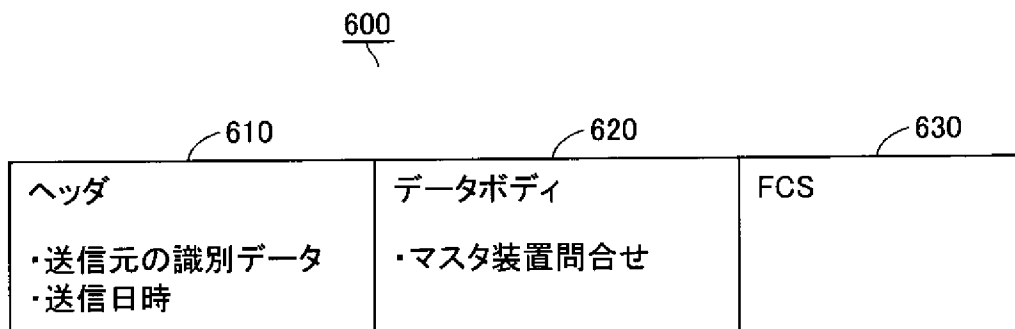 600
610
620
630
ヘッダ
・送信元の識別データ
・送信日時
データボディ
・マスタ装置問合せ
FCS